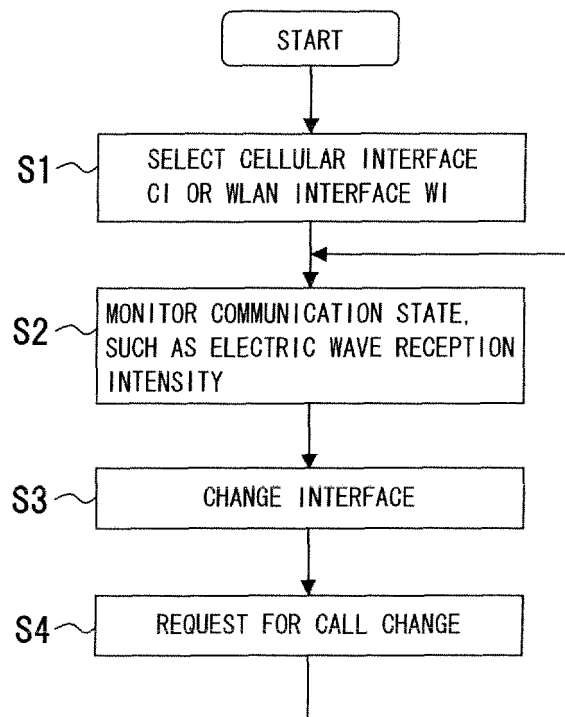 START
S1
SELECT CELLULAR INTERFACE
CI OR WLAN INTERFACE WI
S2
MONITOR COMMUNICATION STATE,
SUCH AS ELECTRIC WAVE RECEPTION
INTENSITY
S3
CHANGE INTERFACE
S4
REQUEST FOR CALL CHANGE